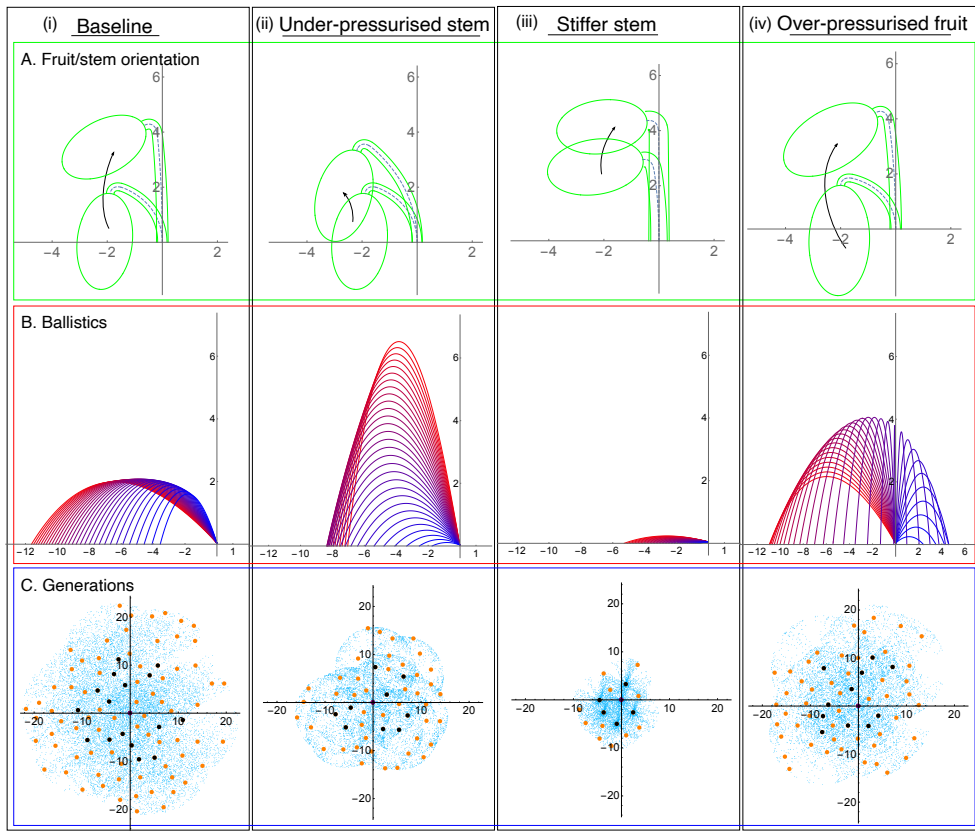 (i) Baseline (ii) Under-pressurised stem (iii) Stiffer stem (iv) Over-pressurised fruit
A. Fruit/stem orientation
6 6 6 6
4 4 4 4
2 2 2 2
−4 −2 2 −4 −2 2 −4 −2 2 −4 −2 2
B. Ballistics
6 6 6 6
4 4 4 4
2 2 2 2
−12 −10 −8 −6 −4 −2 1 −12 −10 −8 −6 −4 −2 1 −12 −10 −8 −6 −4 −2 1 −12 −10 −8 −6 −4 −2 2 4 6
C. Generations
20 20 20 20
10 10 10 10
−20 −10 10 20 −20 −10 10 20 −20 −10 10 20 −20 −10 10 20
−10 −10 −10 −10
−20 −20 −20 −20